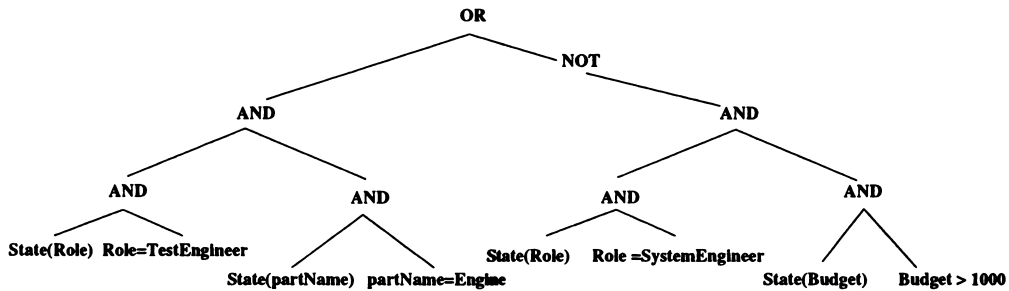 OR
NOT
AND
AND
AND
AND
AND
AND
State(Role) Role=TestEngineer
State(Role) Role =SystemEngineer
State(partName) partName=Engine
State(Budget) Budget > 1000